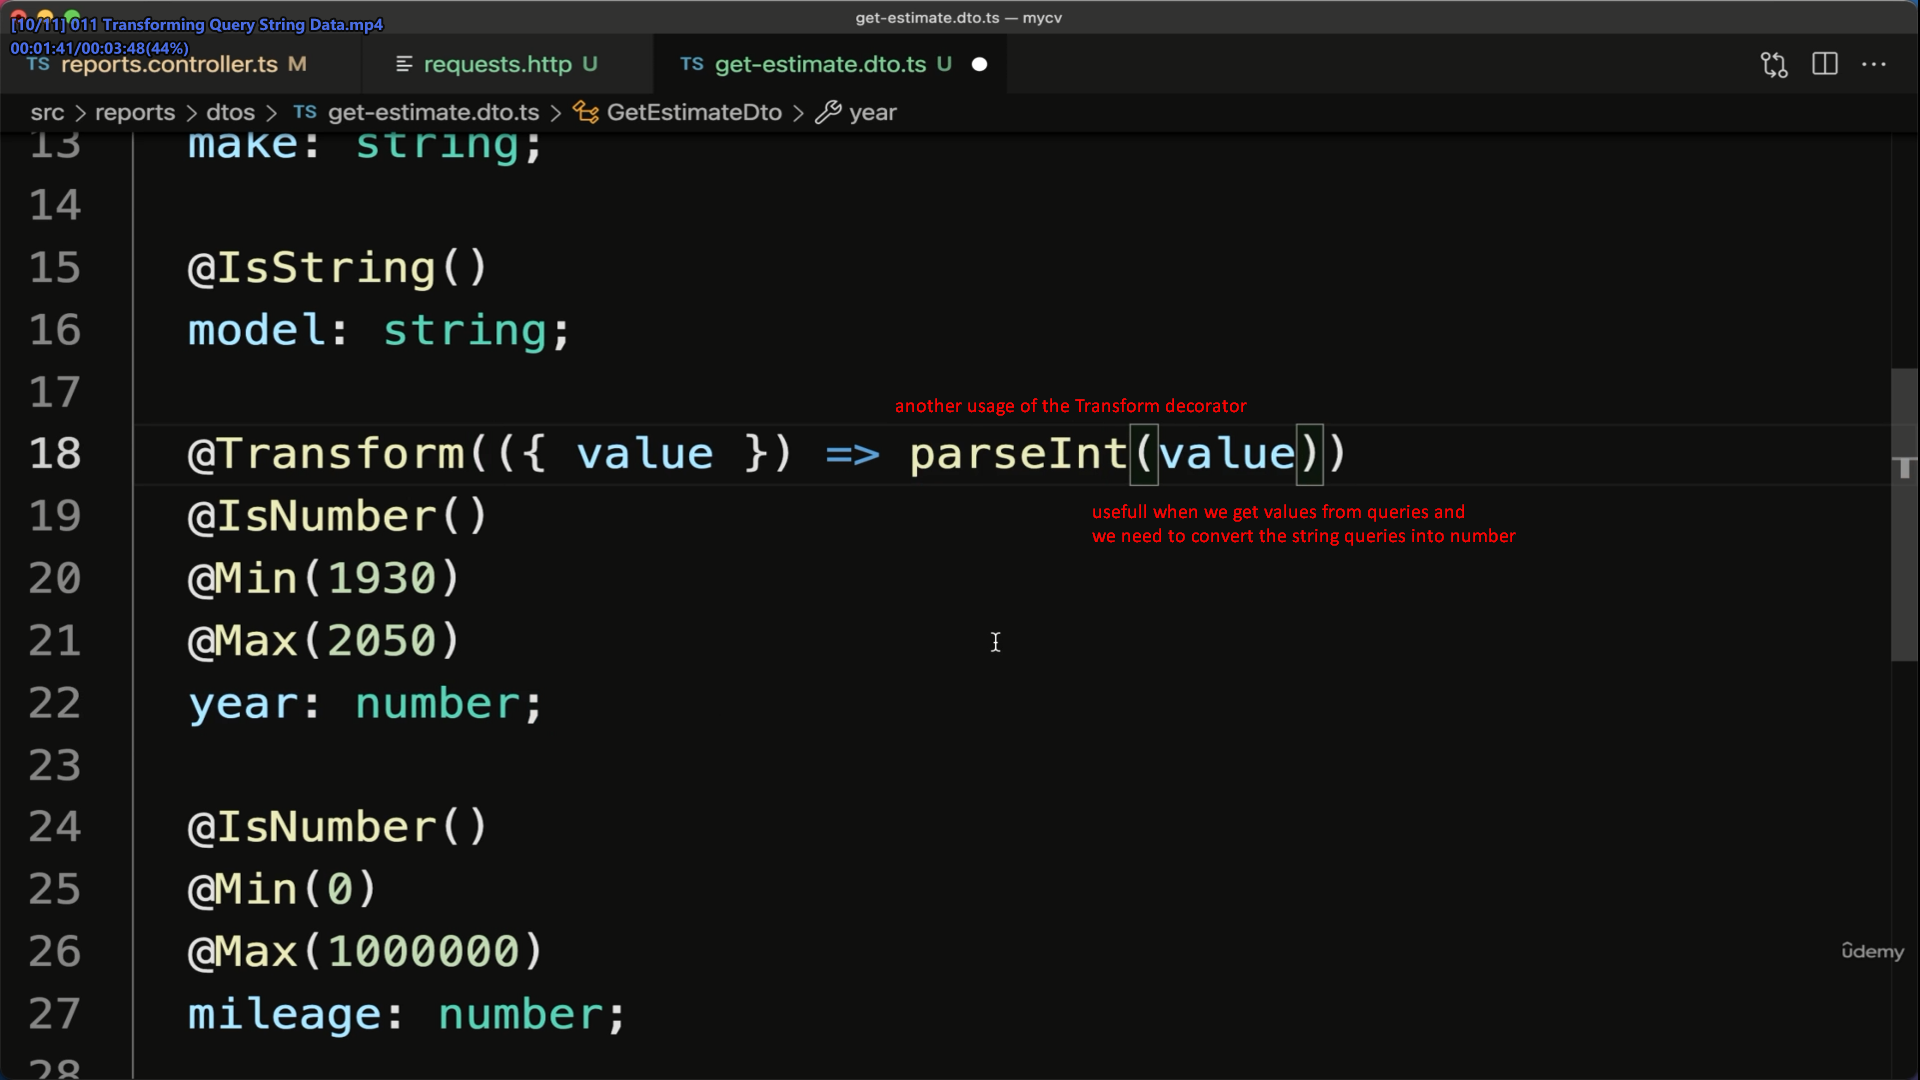 [10/11] 011 Transforming Query String Data.mp4
get-estimate.dto.ts — mycv
00:01:41/00:03:48(44%)
TS reports.controller.ts M
requests.http U
TS get-estimate.dto.ts U
src > reports > dtos > TS get-estimate.dto.ts > GetEstimateDto > year
13 make: string;
14
15 @IsString()
16 model: string;
17
another usage of the Transform decorator
18 @Transform(({ value }) => parseInt(value))
19 @IsNumber()
usefull when we get values from queries and
we need to convert the string queries into number
20 @Min(1930)
21 @Max(2050)
22 year: number;
23
24 @IsNumber()
25 @Min(0)
26 @Max(1000000)
ûdemy
27 mileage: number;
28